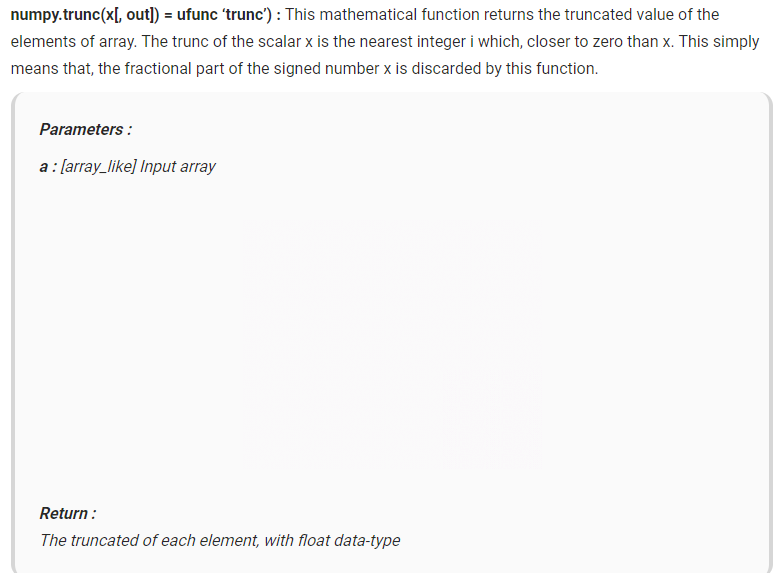 numpy.trunc(x[, out]) = ufunc ‘trunc’) : This mathematical function returns the truncated value of the
elements of array. The trunc of the scalar x is the nearest integer i which, closer to zero than x. This simply
means that, the fractional part of the signed number x is discarded by this function.
Parameters :
a : [array_like] Input array
Return :
The truncated of each element, with float data-type